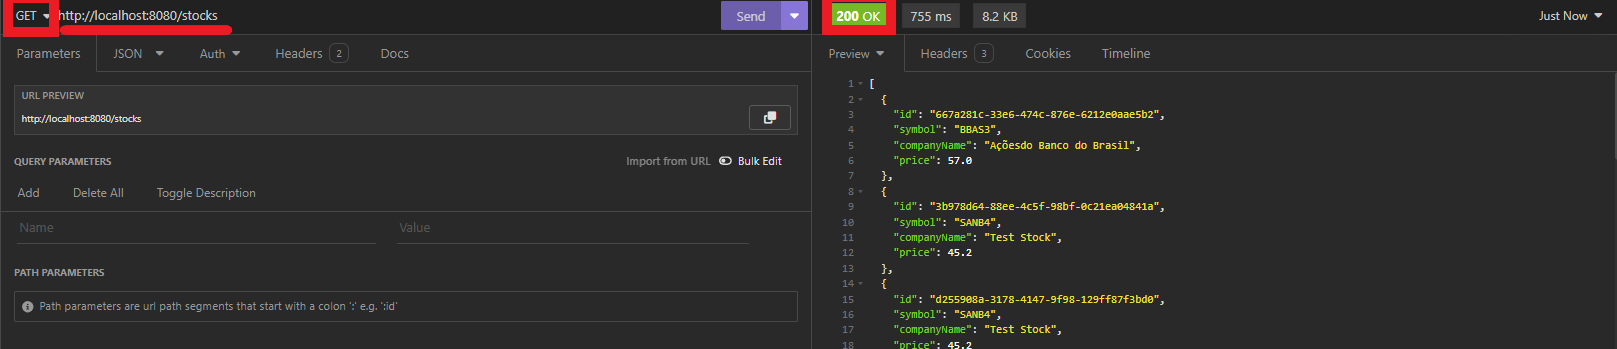 GET http://localhost:8080/stocks Send
Parameters JSON Auth Headers 2 Docs
URL PREVIEW
http://localhost:8080/stocks
QUERY PARAMETERS Import from URL Bulk Edit
Add Delete All Toggle Description
Name Value
PATH PARAMETERS
Path parameters are url path segments that start with a colon ':' e.g. ':id'
200 OK 755 ms 8.2 KB Just Now
Preview Headers 3 Cookies Timeline
1 [
2 {
3 "id": "667a281c-33e6-474c-876e-6212e0aae5b2",
4 "symbol": "BBAS3",
5 "companyName": "Açõesdo Banco do Brasil",
6 "price": 57.0
7 },
8 {
9 "id": "3b978d64-88ee-4c5f-98bf-0c21ea04841a",
10 "symbol": "SANB4",
11 "companyName": "Test Stock",
12 "price": 45.2
13 },
14 {
15 "id": "d255908a-3178-4147-9f98-129ff87f3bd0",
16 "symbol": "SANB4",
17 "companyName": "Test Stock",
18 "price": 45.2